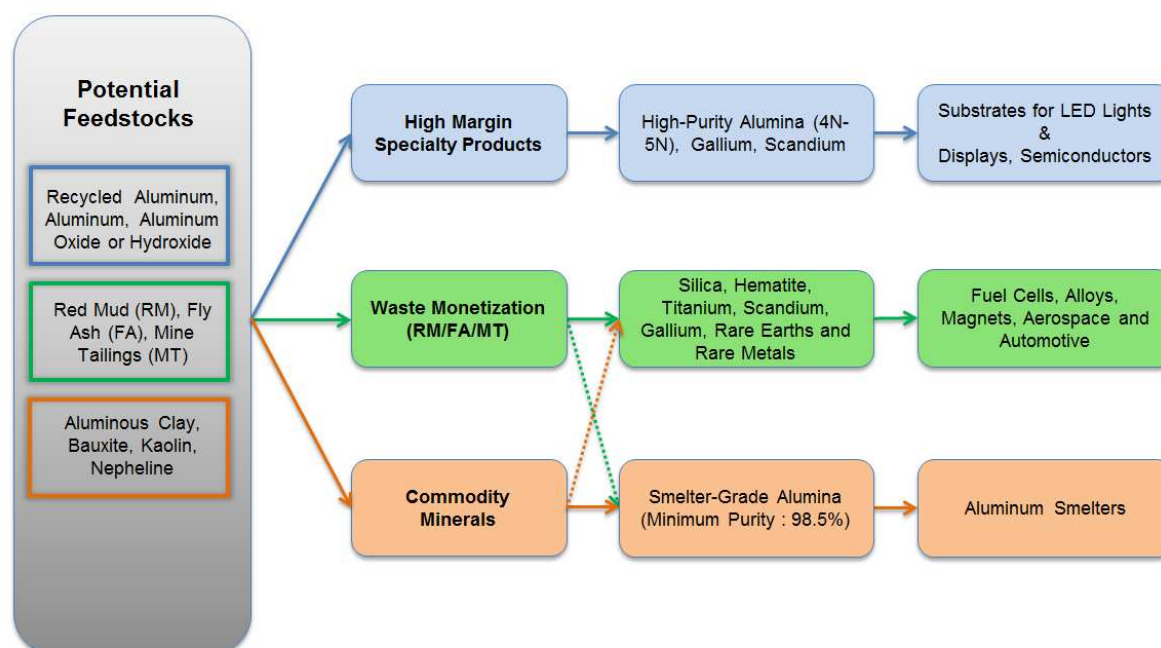 Potential
Feedstocks
Recycled Aluminum,
Aluminum, Aluminum
Oxide or Hydroxide
Red Mud (RM), Fly
Ash (FA), Mine
Tailings (MT)
Aluminous Clay,
Bauxite, Kaolin,
Nepheline
High Margin
Specialty Products
High-Purity Alumina (4N-
5N), Gallium, Scandium
Substrates for LED Lights
&
Displays, Semiconductors
Waste Monetization
(RM/FA/MT)
Silica, Hematite,
Titanium, Scandium,
Gallium, Rare Earths and
Rare Metals
Fuel Cells, Alloys,
Magnets, Aerospace and
Automotive
Commodity
Minerals
Smelter-Grade Alumina
(Minimum Purity : 98.5%)
Aluminum Smelters